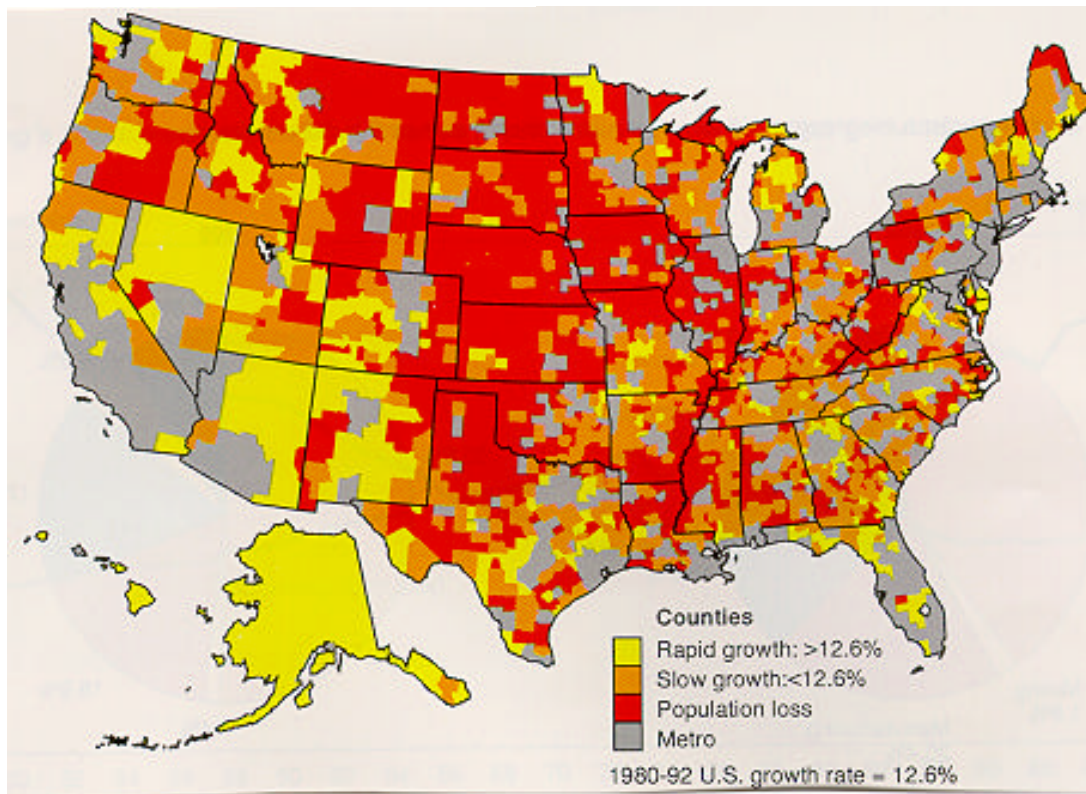 Counties
Rapid growth: >12.6%
Slow growth:<12.6%
Population loss
Metro
1980-92 U.S. growth rate = 12.6%